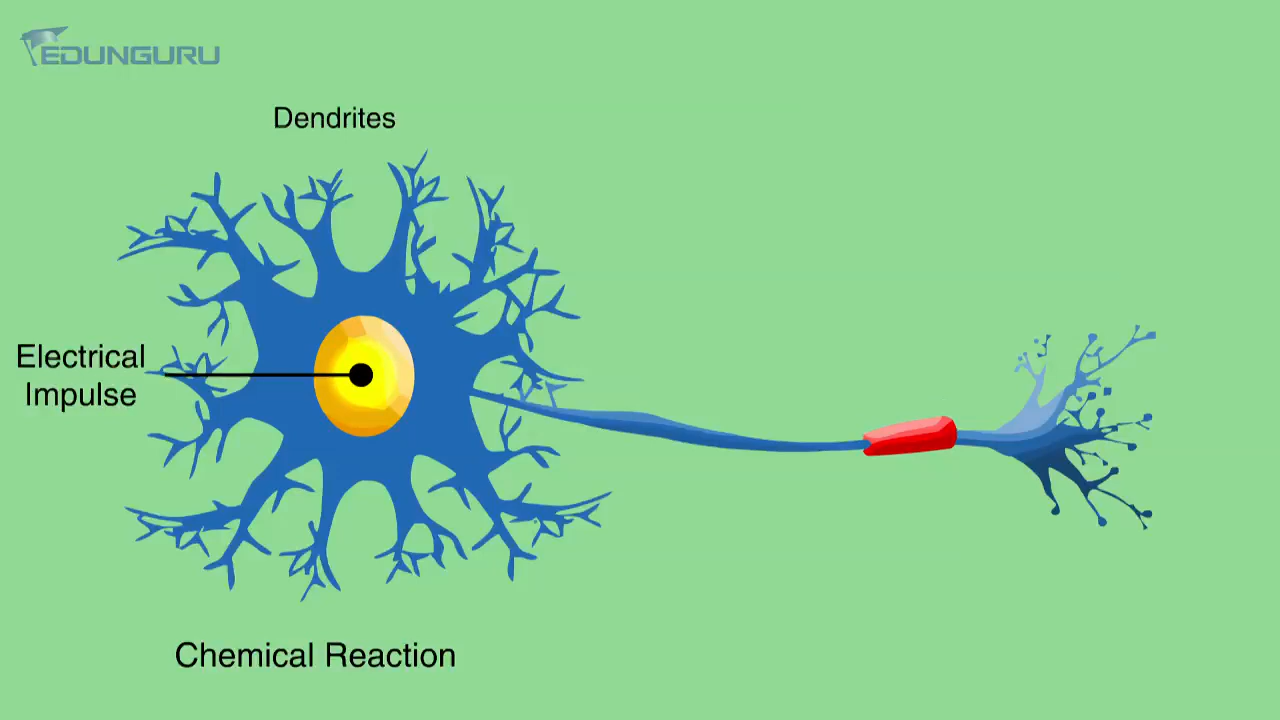 EDUNGURU
Dendrites
Electrical
Impulse
Chemical Reaction